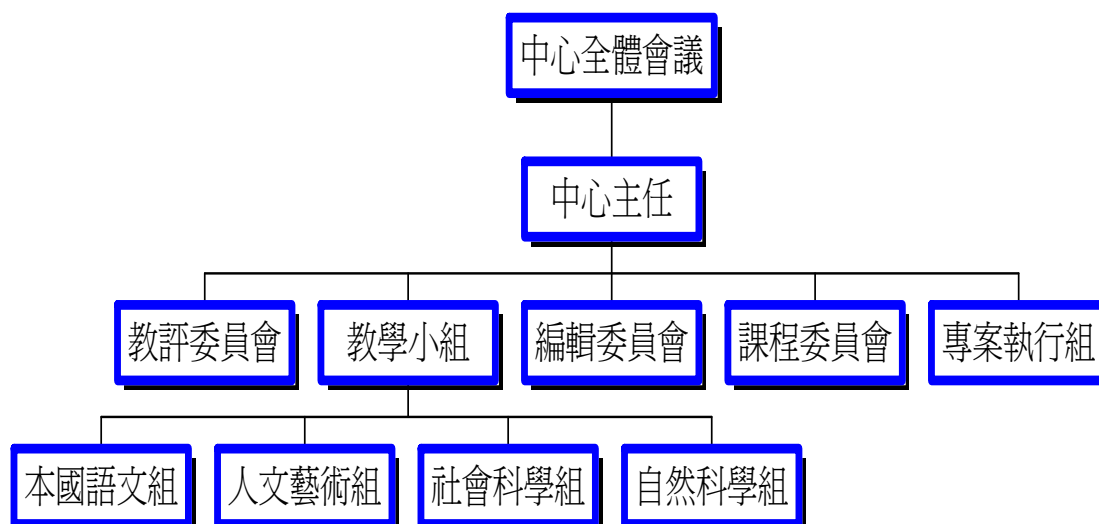 中心全體會議
中心主任
教評委員會
教學小組
編輯委員會
課程委員會
專案執行組
本國語文組
人文藝術組
社會科學組
自然科學組